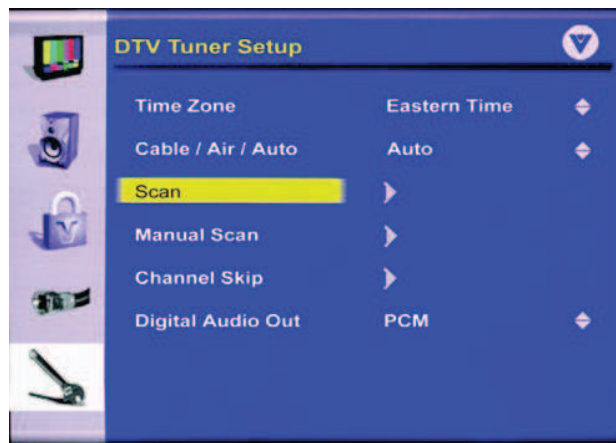 DTV Tuner Setup
Time Zone Eastern Time
Cable / Air / Auto Auto
Scan
Manual Scan
Channel Skip
Digital Audio Out PCM